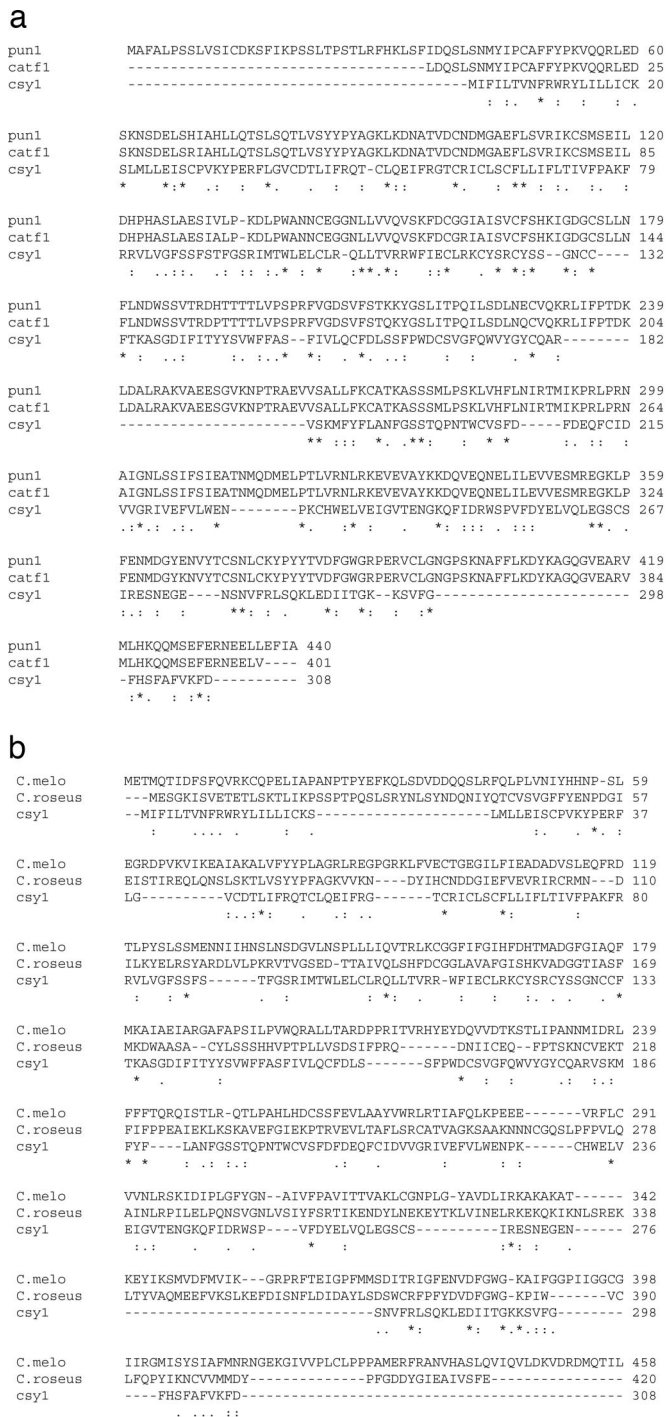 a
pun1 MAFALPSSLVSICDKSFIKPSSLTPSTLRFHKLSFIDQSLSNMYIPCAFFYPKVQQRLED 60
catf1 -----------------------------------LDQSLSNMYIPCAFFYPKVQQRLED 25
csy1 ----------------------------------------MIFILTVNFRWRYLILLICK 20
: :. * : : . .
pun1 SKNSDELSHIAHLLQTSLSQTLVSYYPYAGKLKDNATVDCNDMGAEFLSVRIKCSMSEIL 120
catf1 SKNSDELSRIAHLLQTSLSQTLVSYYPYAGKLKDNATVDCNDMGAEFLSVRIKCSMSEIL 85
csy1 SLMLLEISCPVKYPERFLGVCDTLIFRQT-CLQEIFRGTCRICLSCFLLIFLTIVFPAKF 79
* *:* .: * . : . *:: * . ** : :. :. :
pun1 DHPHASLAESIVLP-KDLPWANNCEGGNLLVVQVSKFDCGGIAISVCFSHKIGDGCSLLN 179
catf1 DHPHASLAESIALP-KDLPWANNCEGGNLLVVQVSKFDCGRIAISVCFSHKIGDGCSLLN 144
csy1 RRVLVGFSSFSTFGSRIMTWLELCLR-QLLTVRRWFIECLRKCYSRCYSS--GNCC---- 132
: ..::. .: : :.* : * :**.*: ::* . * *:* *: *
pun1 FLNDWSSVTRDHTTTTLVPSPRFVGDSVFSTKKYGSLITPQILSDLNECVQKRLIFPTDK 239
catf1 FLNDWSSVTRDPTTTTLVPSPRFVGDSVFSTQKYGSLITPQILSDLNQCVQKRLIFPTDK 204
csy1 FTKASGDIFITYYSVWFFAS--FIVLQCFDLSSFPWDCSVGFQWVYGYCQAR-------- 182
* : ..: :. :..* *: . *. ..: : : . * :
pun1 LDALRAKVAEESGVKNPTRAEVVSALLFKCATKASSSMLPSKLVHFLNIRTMIKPRLPRN 299
catf1 LDALRAKVAEESGVKNPTRAEVVSALLFKCATKASSSMLPSKLVHFLNIRTMIKPRLPRN 264
csy1 ----------------------VSKMFYFLANFGSSTQPNTWCVSFD-----FDEQFCID 215
** ::: *. .**: : * * :. :: :
pun1 AIGNLSSIFSIEATNMQDMELPTLVRNLRKEVEVAYKKDQVEQNELILEVVESMREGKLP 359
catf1 AIGNLSSIFSIEATNMQDMELPTLVRNLRKEVEVAYKKDQVEQNELILEVVESMREGKLP 324
csy1 VVGRIVEFVLWEN--------PKCHWELVEIGVTENGKQFIDRWSPVFDYELVQLEGSCS 267
.:*.: .:. * *. :* : . *: ::: . ::: **. .
pun1 FENMDGYENVYTCSNLCKYPYYTVDFGWGRPERVCLGNGPSKNAFFLKDYKAGQGVEARV 419
catf1 FENMDGYKNVYTCSNLCKYPYYTVDFGWGRPERVCLGNGPSKNAFFLKDYKAGQGVEARV 384
csy1 IRESNEGE----NSNVFRLSQKLEDIITGK--KSVFG----------------------- 298
:.: : : **: : . *: *: : :*
pun1 MLHKQQMSEFERNEELLEFIA 440
catf1 MLHKQQMSEFERNEELV---- 401
csy1 -FHSFAFVKFD---------- 308
:*. : :*:
b
C.melo METMQTIDFSFQVRKCQPELIAPANPTPYEFKQLSDVDDQQSLRFQLPLVNIYHHNP-SL 59
C.roseus ---MESGKISVETETLSKTLIKPSSPTPQSLSRYNLSYNDQNIYQTCVSVGFFYENPDGI 57
csy1 --MIFILTVNFRWRYLILLICKS-----------------LMLLEISCPVKYPERF 37
: .... . : . :. : . *. :
C.melo EGRDPVKVIKEAIAKALVFYYPLAGRLREGPGRKLFVECTGEGILFIEADADVSLEQFRD 119
C.roseus EISTIREQLQNSLSKTLVSYYPFAGKVVKN----DYIHCNDDGIEFVEVRIRCRMN---D 110
csy1 LG-----------VCDTLIFRQTCLQEIFRG-------TCRICLSCFLLIFLTIVFPAKFR 80
:..:* . : :. * *: : :
C.melo TLPYSLSSMENNIIHNSLNSDGVLNSPLLLIQVTRLKCGGFIFGIHFDHTMADGFGIAQF 179
C.roseus ILKYELRSYARDLVLPKRVTVGSED-TTAIVQLSHFDCGGLAVAFGISHKVADGGTIASF 169
csy1 RVLVGFSSFS-------TFGSRIMTWLELCLRQLLTVRR-WFIECLRKCYSRCYSSGNCCF 133
: : * . : *: : . : . : . . *
C.melo MKAIAEIARGAFAPSILPVWQRALLTARDPPRITVRHYEYDQVVDTKSTLIPANNMIDRL 239
C.roseus MKDWAASA--CYLSSSHHVPTPLLVSDSIFPRQ----DNIICEQ--FPTSKNCVEKT 218
csy1 TKASGDIFITYYSVWFFASFIVLQCFDLS-------SFPWDCSVGFQWVYGYCQARVSKM 186
* . : * : : . : .:
C.melo FFFTQRQISTLR-QTLPAHLHDCSSFEVLAAYVWRLRTIAFQLKPEEE-------VRFLC 291
C.roseus FIFPPEAIEKLKSKAVEFGIEKPTRVEVLTAFLSRCATVAGKSAAKNNNCGQSLPFPVLQ 278
csy1 FYF----LANFGSSTQPNTWCVSFDFDEQFCIDVVGRIVEFVLWENPK------CHWELV 236
* * : .: : .: . : : *
C.melo VVNLRSKIDIPLGFYGN--AIVFPAVITTVAKLCGNPLG-YAVDLIRKAKAKAT------ 342
C.roseus AINLRPILELPQNSVGNLVSIYFSRTIKENDYLNEKEYTKLVINELRKEKQKIKNLSREK 338
csy1 EIGVTENGKQFIDRWSP----VFDYELVQLEGSCS---------IRESNEGEN------- 276
:.: . : . * : :*: : .
C.melo KEYIKSMVDFMVIK---GRPRFTEIGPFMMSDITRIGFENVDFGWG-KAIFGGPIIGGCG 398
C.roseus LTYVAQMEEFVKSLKEFDISNFLDIDAYLSDSWCRFPFYDVDFGWG-KPIW-------VC 390
csy1 ---------------------------------SNVFRLSQKLEDIITGKKSVFG----- 298
.. *: *: *.*.::.
C.melo IIRGMISYSIAFMNRNGEKGIVVPLCLPPPAMERFRANVHASLQVIQVLDKVDRDMQTIL 458
C.roseus LFQPYIKNCVVMMDY-----------PFGDDYGIEAIVSFE------------------- 420
csy1 ----FHSFAFVKFD---------------------------------------------- 308
. ... ::